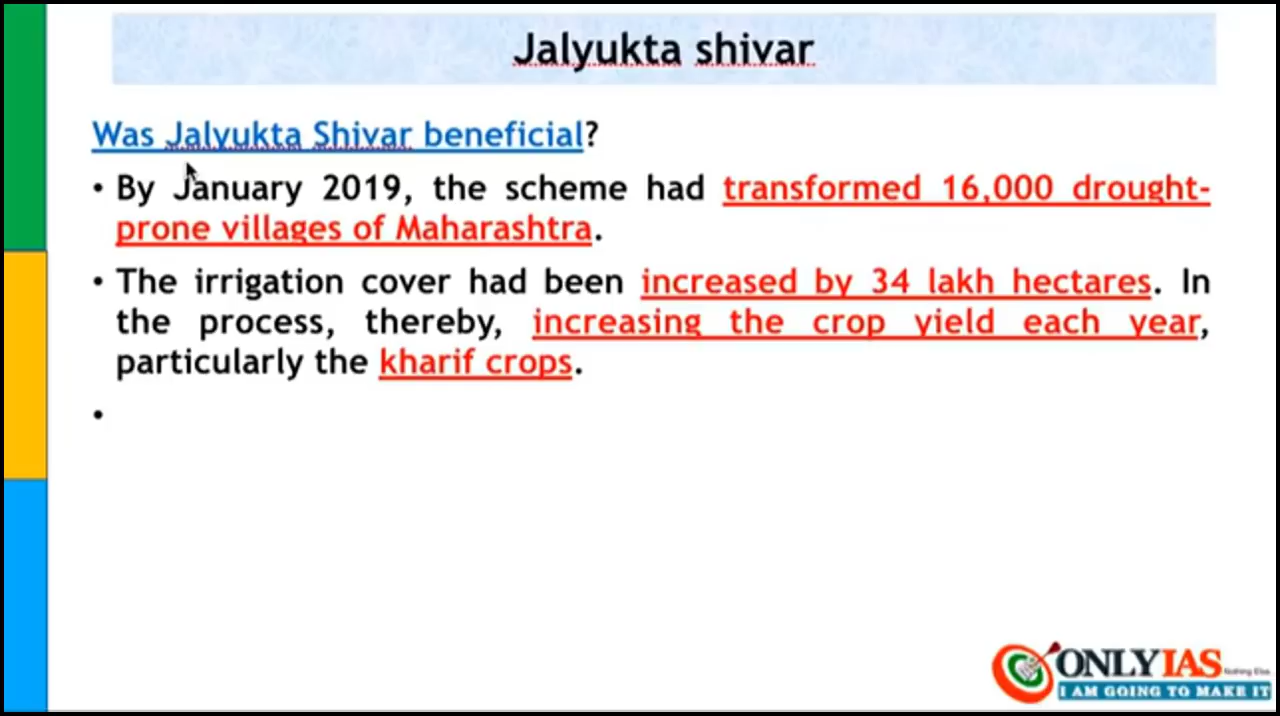 Jalyukta shivar
Was Jalyukta Shivar beneficial?
• By January 2019, the scheme had transformed 16,000 drought-
prone villages of Maharashtra.
• The irrigation cover had been increased by 34 lakh hectares. In
the process, thereby, increasing the crop yield each year,
particularly the kharif crops.
•
ONLYIAS Nothing Else
I AM GOING TO MAKE IT